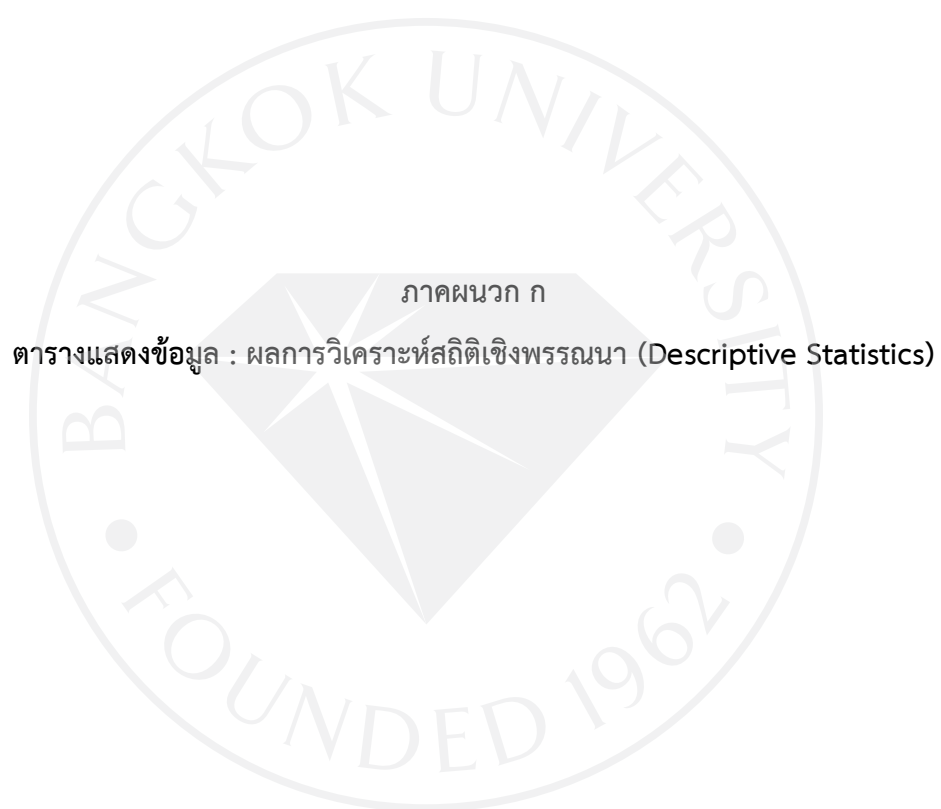 BANGKOK UNIVERSITY
ภาคผนวก ก
ตารางแสดงข้อมูล : ผลการวิเคราะห์สถิติเชิงพรรณนา (Descriptive Statistics)
• FOUNDED 1962 •